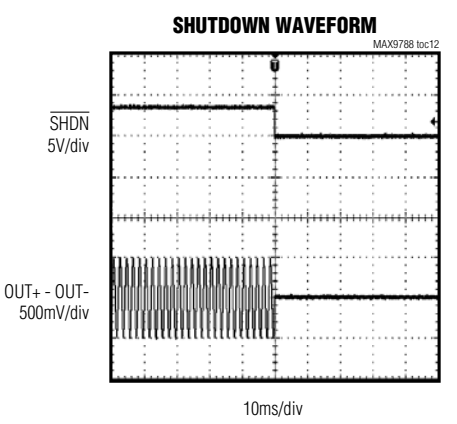 SHUTDOWN WAVEFORM
MAX9788 toc12
T
SHDN
5V/div
OUT+ - OUT-
500mV/div
10ms/div